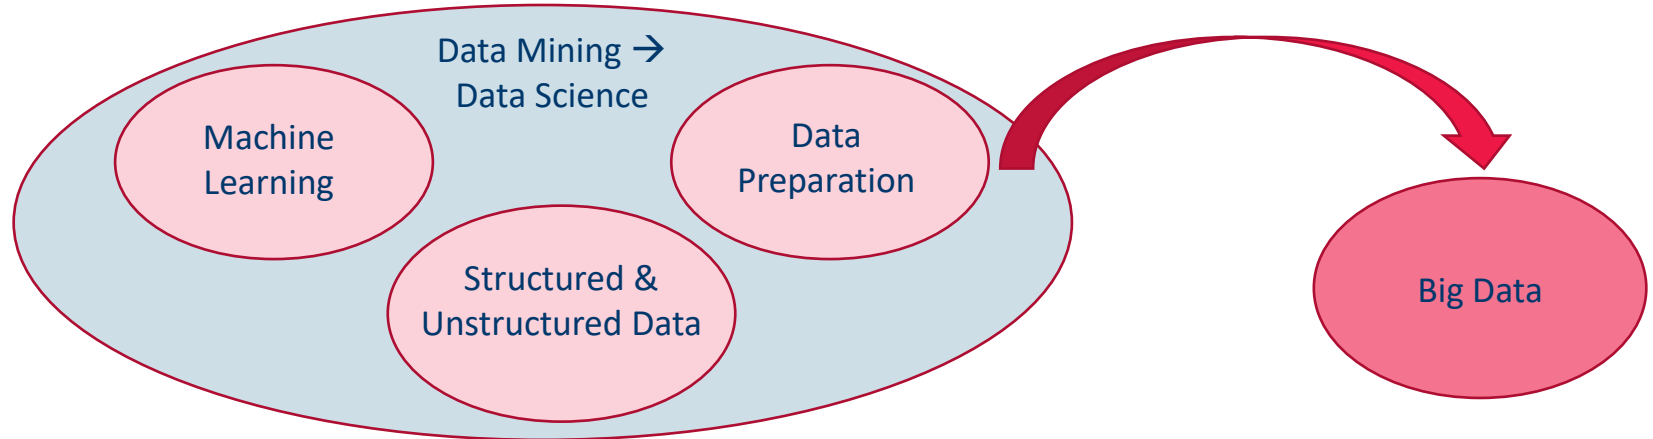 Data Mining →
Data Science
Machine
Learning
Data
Preparation
Structured &
Unstructured Data
Big Data